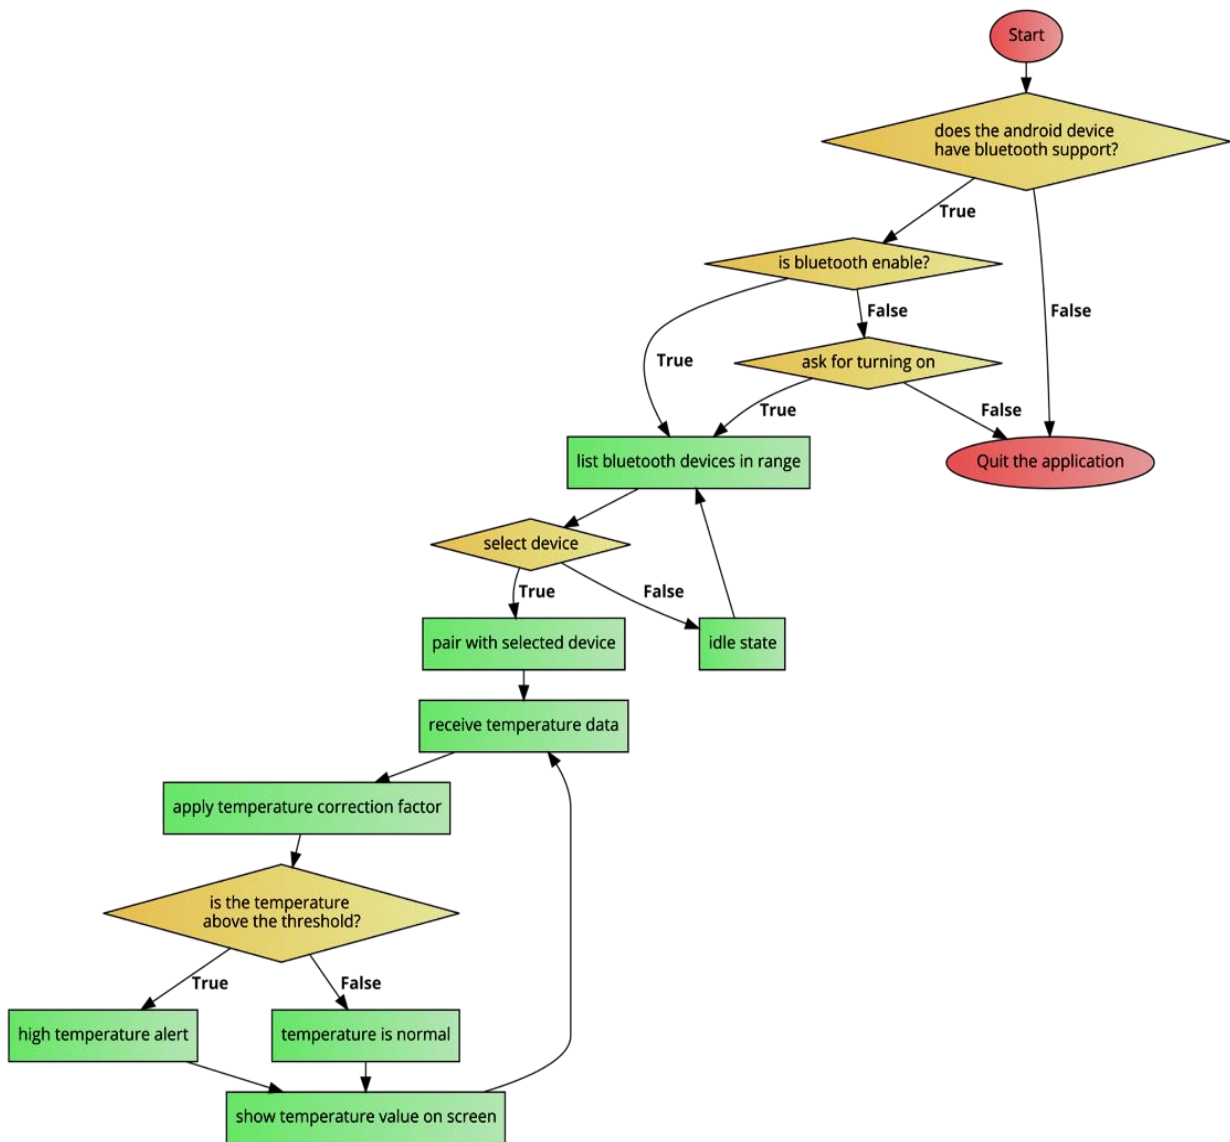 Start
does the android device
have bluetooth support?
True
is bluetooth enable?
False
False
True
ask for turning on
True
False
list bluetooth devices in range
Quit the application
select device
True
False
pair with selected device
idle state
receive temperature data
apply temperature correction factor
is the temperature
above the threshold?
True
False
high temperature alert
temperature is normal
show temperature value on screen